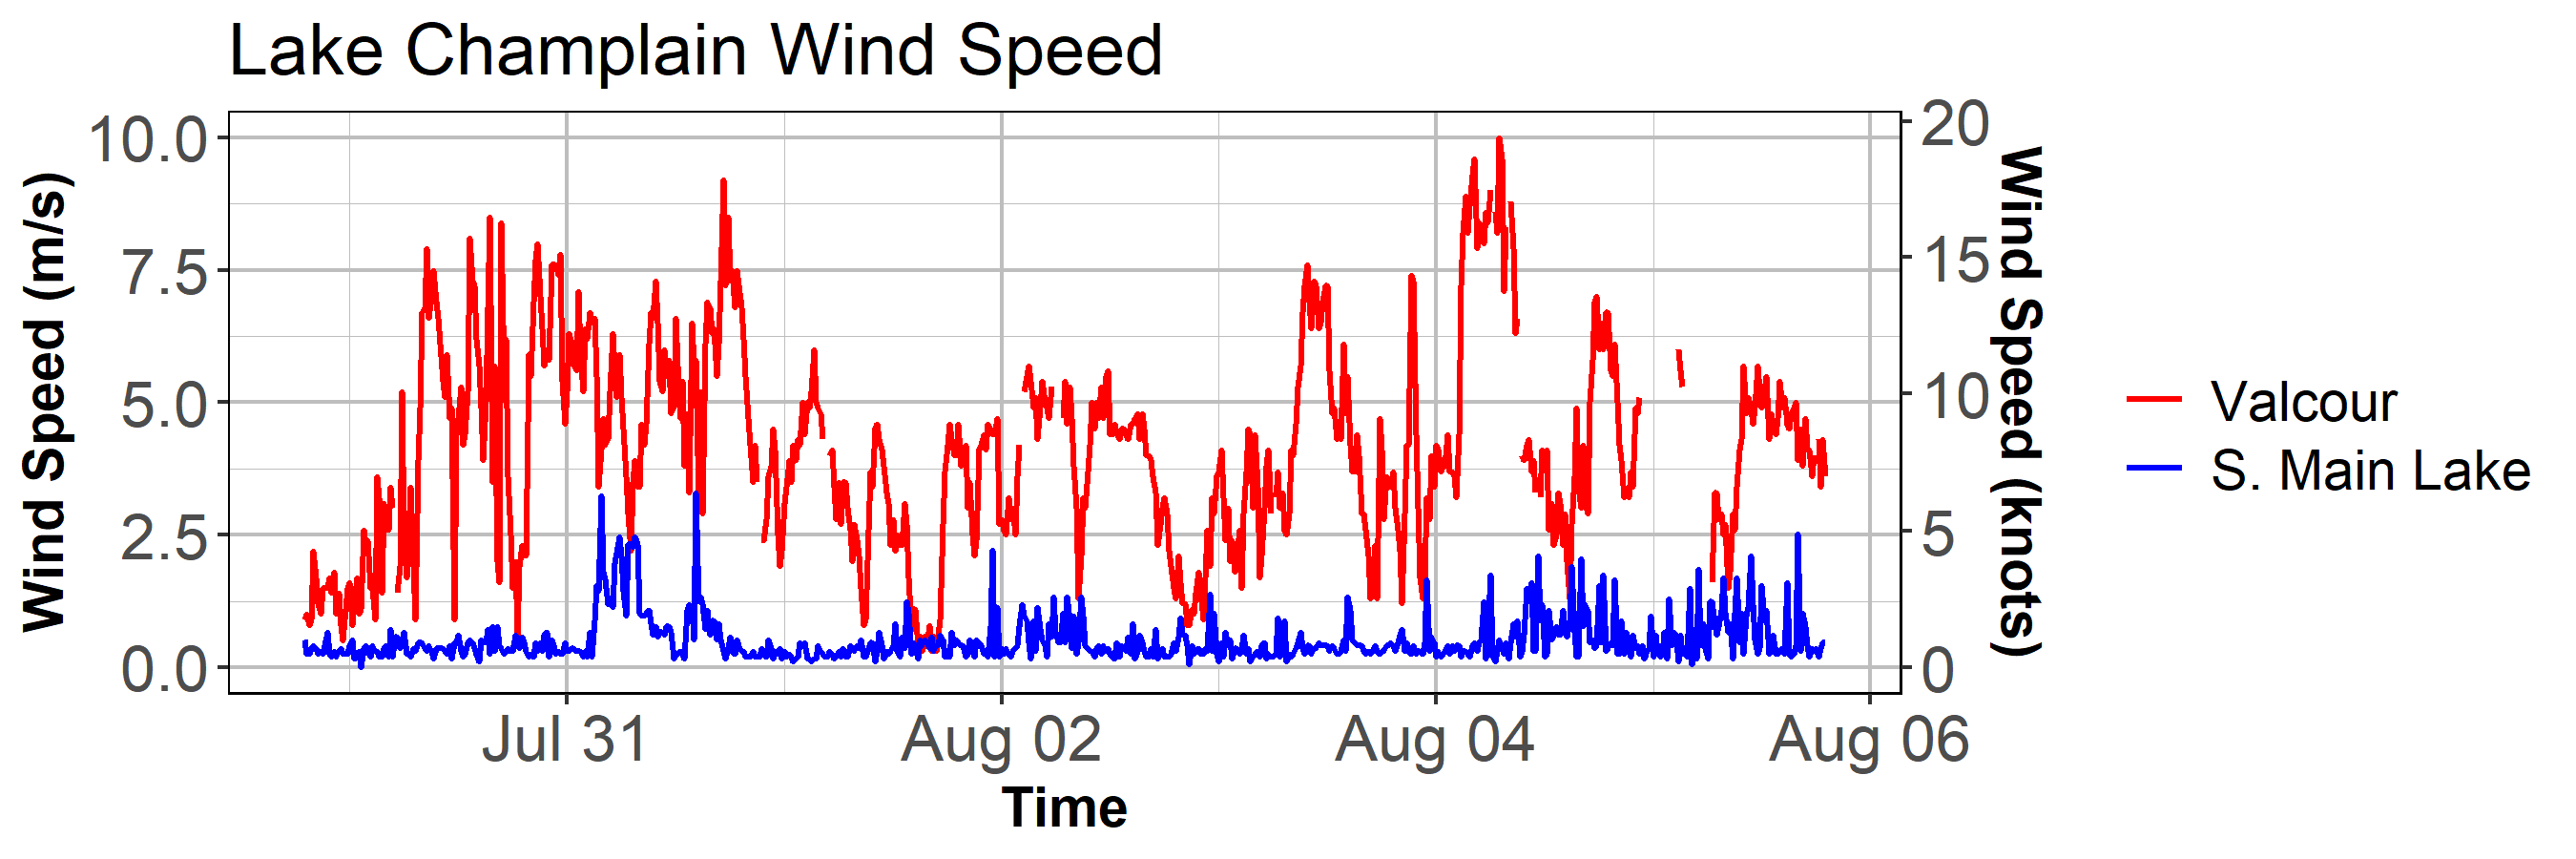 Lake Champlain Wind Speed
Wind Speed (m/s)
10.0
7.5
5.0
2.5
0.0
20
15
10
5
0
Wind Speed (knots)
Jul 31
Aug 02
Aug 04
Aug 06
Time
Valcour
S. Main Lake